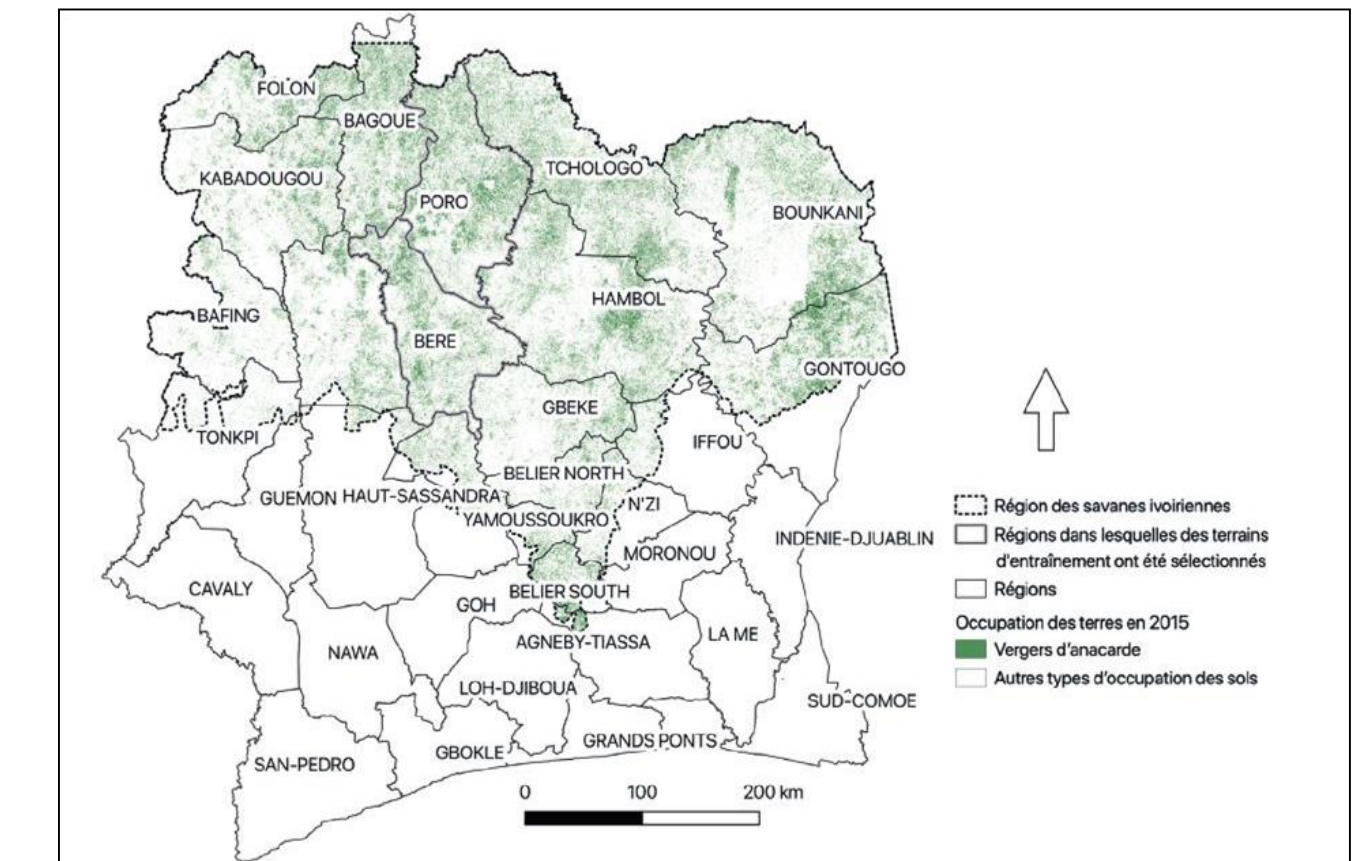 FOLON
BAGOUE
TCHOLOGO
KABADOUGOU
PORO
BOUNKANI
HAMBOL
BAFING
BERE
GONTOUGO
GBEKE
TONKPI
IFFOU
BELIER NORTH
GUEMON
HAUT-SASSANDRA
N'ZI
YAMOUSSOUKRO
INDENIE-DJUABLIN
MORONOU
CAVALY
BELIER SOUTH
GOH
LA ME
AGNEBY-TIASSA
NAWA
LOH-DJIBOUA
SUD-COMOE
GRANDS PONTS
GBOKLE
SAN-PEDRO
0 100 200 km
Région des savanes ivoiriennes
Régions dans lesquelles des terrains
d'entraînement ont été sélectionnés
Régions
Occupation des terres en 2015
Vergers d'anacarde
Autres types d'occupation des sols